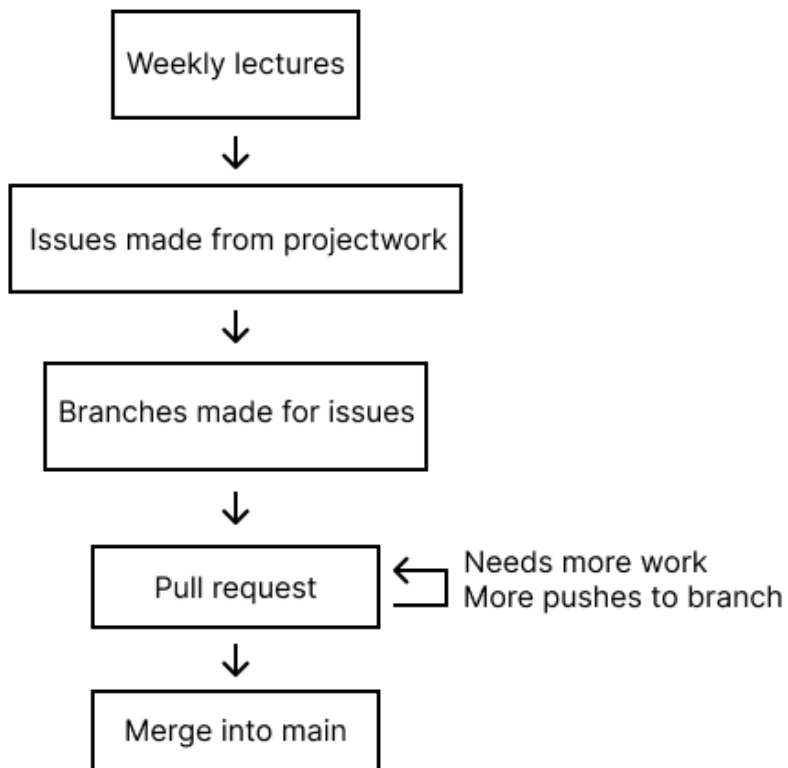 Weekly lectures
Issues made from projectwork
Branches made for issues
Pull request
Needs more work
More pushes to branch
Merge into main